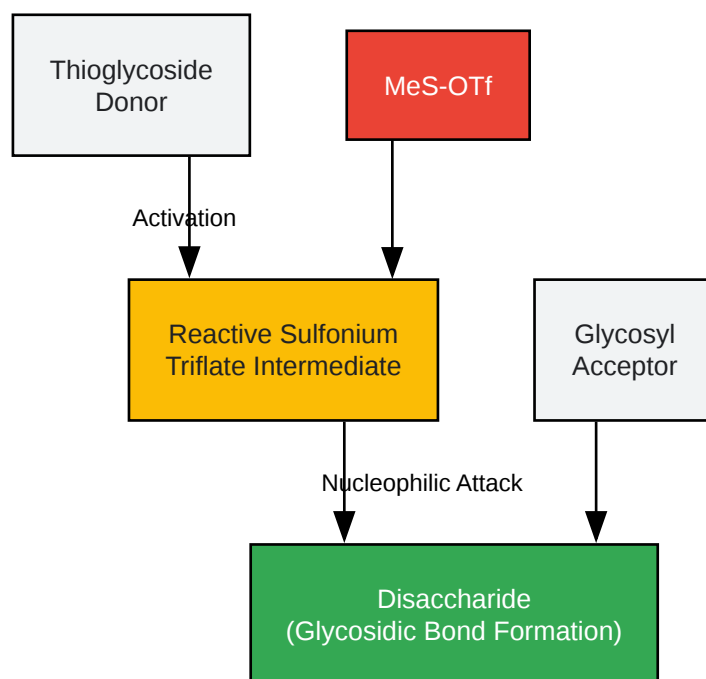 Thioglycoside
Donor
MeS-OTf
Activation
Reactive Sulfonium
Triflate Intermediate
Glycosyl
Acceptor
Nucleophilic Attack
Disaccharide
(Glycosidic Bond Formation)